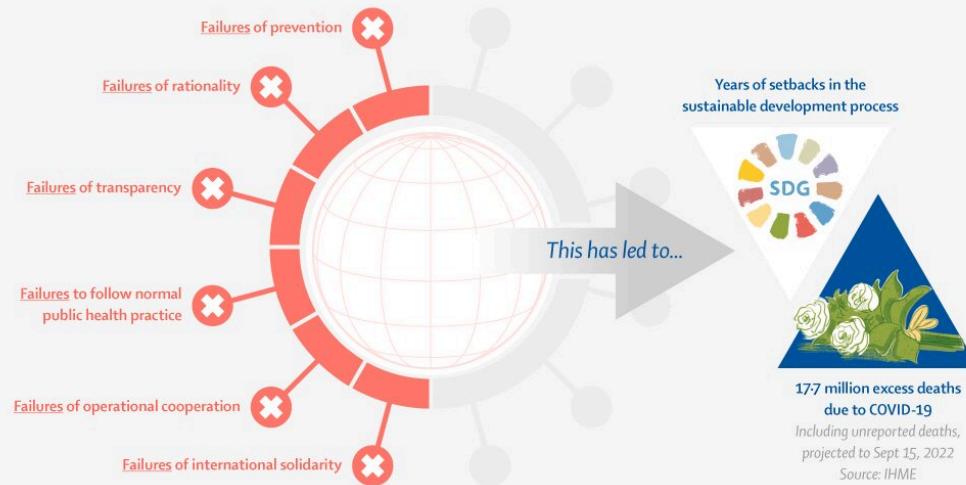 Failures of prevention
Failures of rationality
Failures of transparency
Failures to follow normal
public health practice
Failures of operational cooperation
Failures of international solidarity
This has led to...
Years of setbacks in the
sustainable development process
SDG
17·7 million excess deaths
due to COVID-19
Including unreported deaths,
projected to Sept 15, 2022
Source: IHME